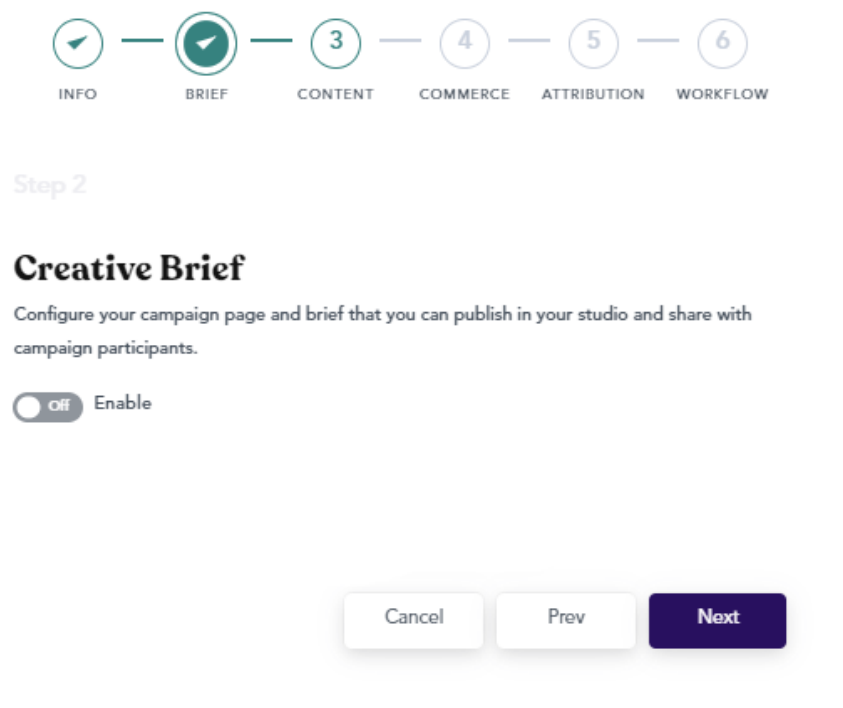 3
4
5
6
INFO
BRIEF
CONTENT
COMMERCE
ATTRIBUTION
WORKFLOW
Step 2
Creative Brief
Configure your campaign page and brief that you can publish in your studio and share with
campaign participants.
Off Enable
Cancel
Prev
Next